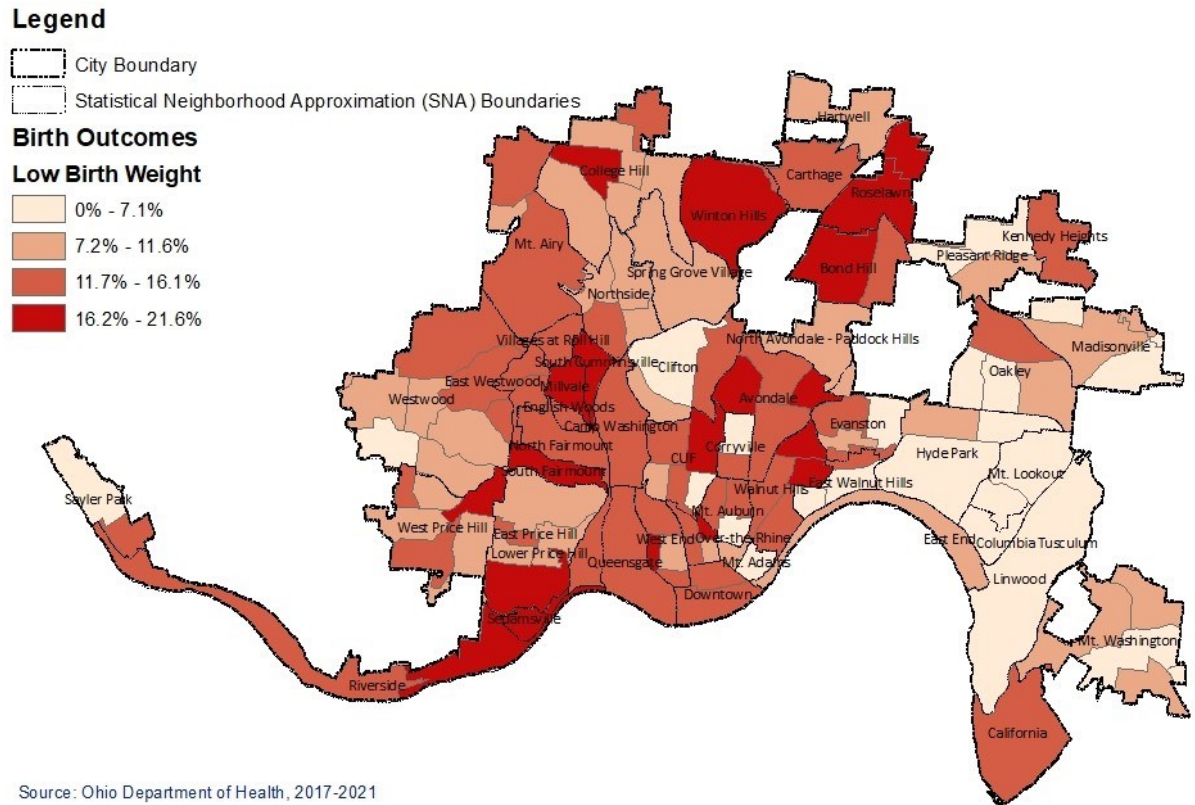 Legend
City Boundary
Statistical Neighborhood Approximation (SNA) Boundaries
Birth Outcomes
Low Birth Weight
0% - 7.1%
7.2% - 11.6%
11.7% - 16.1%
16.2% - 21.6%
Hartwell
College Hill
Carthage
Roselawn
Winton Hills
Kennedy Heights
Mt. Airy
Pleasant Ridge
Bond Hill
Spring Grove Village
Northside
Villages at Roll Hill
North Avondale - Paddock Hills
Madisonville
South Cumminsville
Clifton
Oakley
East Westwood
Millvale
Westwood
Avondale
English Woods
Camp Washington
Evanston
North Fairmount
Corryville
Hyde Park
CUF
South Fairmount
Mt. Lookout
East Walnut Hills
Walnut Hills
Sayler Park
Mt. Auburn
West Price Hill
East Price Hill
West End
Over-the-Rhine
East End
Columbia Tusculum
Lower Price Hill
Queensgate
Mt. Adams
Linwood
Downtown
Sedamsville
Mt. Washington
Riverside
California
Source: Ohio Department of Health, 2017-2021